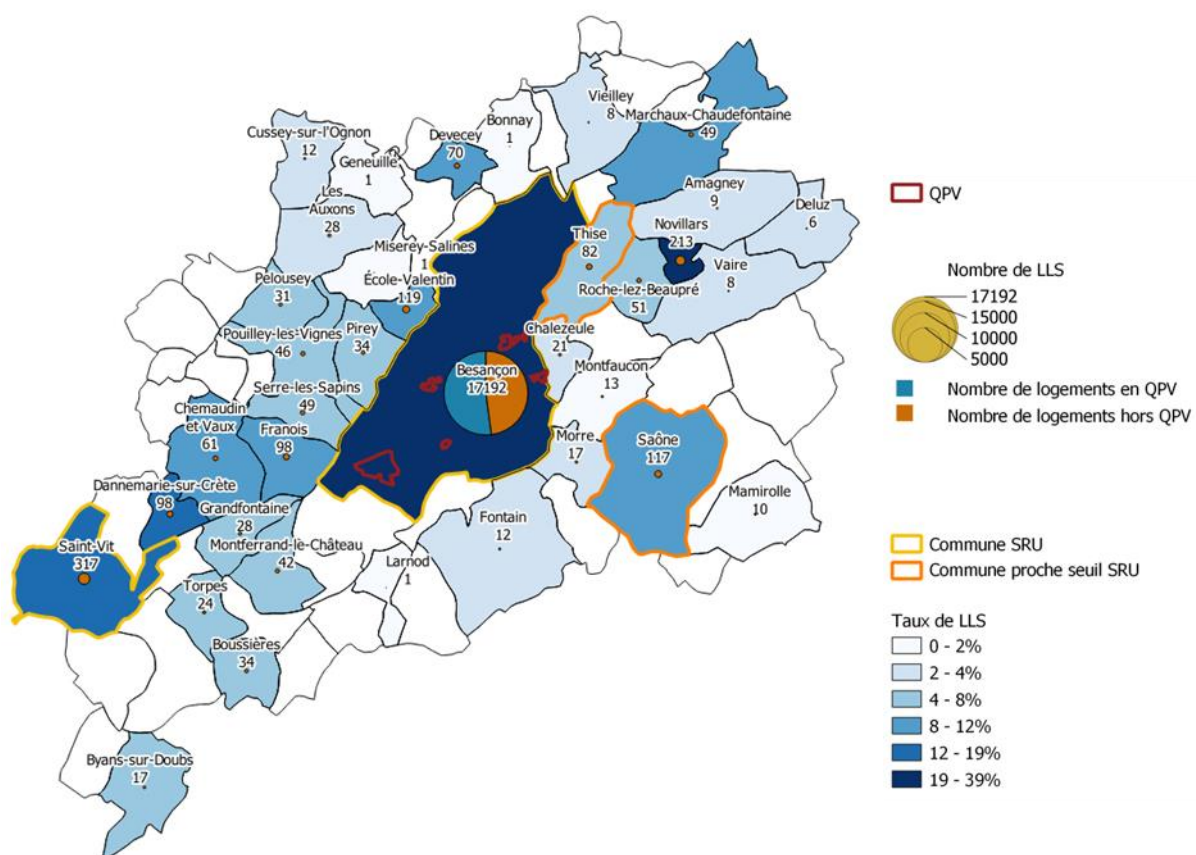 Vieilley
8
Marchaux-Chaudefontaine
49
Bonnay
1
Devecey
70
Cussey-sur-l'Ognon
12
Geneuille
1
Les
Auxons
28
Amagney
9
Deluz
6
Novillars
213
Thise
82
Vaire
8
Roche-lez-Beaupré
51
Miserey-Salines
1
École-Valentin
119
Pelousey
31
Pouilley-les-Vignes
46
Pirey
34
Chalezeule
21
Montfaucon
13
Besançon
17192
Serre-les-Sapins
49
Chemaudin
et Vaux
61
Franois
98
Morre
17
Saône
117
Mamirolle
10
Dannemarie-sur-Crète
98
Grandfontaine
28
Montferrand-le-Château
42
Fontain
12
Larnod
1
Saint-Vit
317
Torpes
24
Boussières
34
Byans-sur-Doubs
17
QPV
Nombre de LLS
17192
15000
10000
5000
Nombre de logements en QPV
Nombre de logements hors QPV
Commune SRU
Commune proche seuil SRU
Taux de LLS
0 - 2%
2 - 4%
4 - 8%
8 - 12%
12 - 19%
19 - 39%